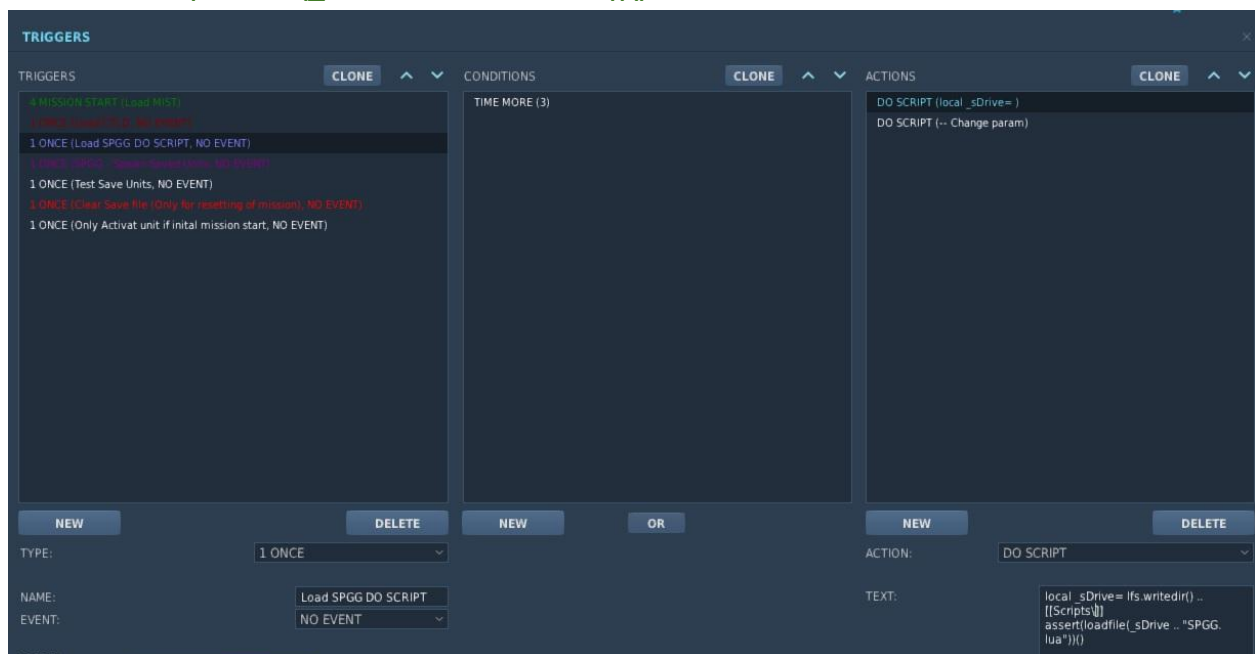 TRIGGERS
TRIGGERS CLONE CONDITIONS CLONE ACTIONS CLONE
4 MISSION START (Load MIST) TIME MORE (3) DO SCRIPT (local _sDrive= )
DO SCRIPT (-- Change param)
1 ONCE (Load SPGG DO SCRIPT, NO EVENT)
1 ONCE (Test Save Units, NO EVENT)
1 ONCE (Clear Save file (Only for resetting of mission), NO EVENT)
1 ONCE (Only Activat unit if inital mission start, NO EVENT)
NEW DELETE NEW OR NEW DELETE
TYPE: 1 ONCE ACTION: DO SCRIPT
NAME: Load SPGG DO SCRIPT TEXT: local _sDrive= lfs.writedir() ..
EVENT: NO EVENT [[Scripts\]]
assert(loadfile(_sDrive .. "SPGG.
lua"))()